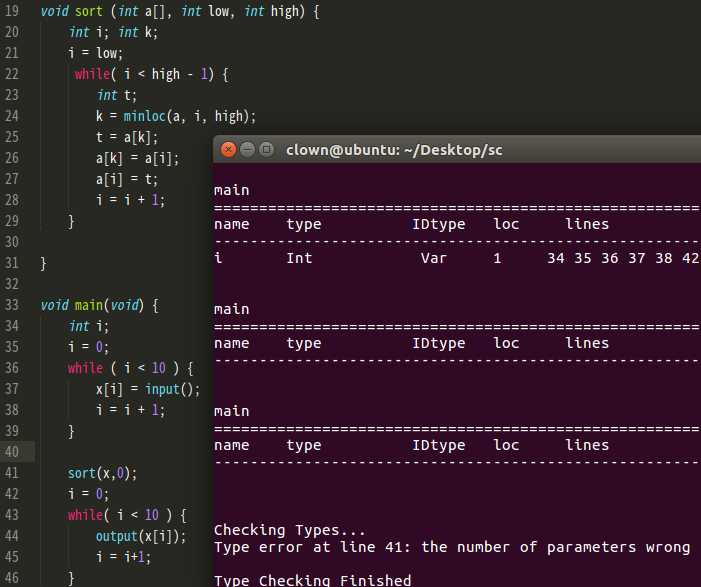 19 void sort (int a[], int low, int high) {
20 int i; int k;
21 i = low;
22 while( i < high - 1) {
23 int t;
24 k = minloc(a, i, high);
25 t = a[k];
26 a[k] = a[i];
27 a[i] = t;
28 i = i + 1;
29 }
30
31 }
32
33 void main(void) {
34 int i;
35 i = 0;
36 while ( i < 10 ) {
37 x[i] = input();
38 i = i + 1;
39 }
40
41 sort(x,0);
42 i = 0;
43 while( i < 10 ) {
44 output(x[i]);
45 i = i+1;
46 }
clown@ubuntu: ~/Desktop/sc
main
======================================================
name type IDtype loc lines
------------------------------------------------------
i Int Var 1 34 35 36 37 38 42
main
======================================================
name type IDtype loc lines
------------------------------------------------------
main
======================================================
name type IDtype loc lines
------------------------------------------------------
Checking Types...
Type error at line 41: the number of parameters wrong
Type Checking Finished